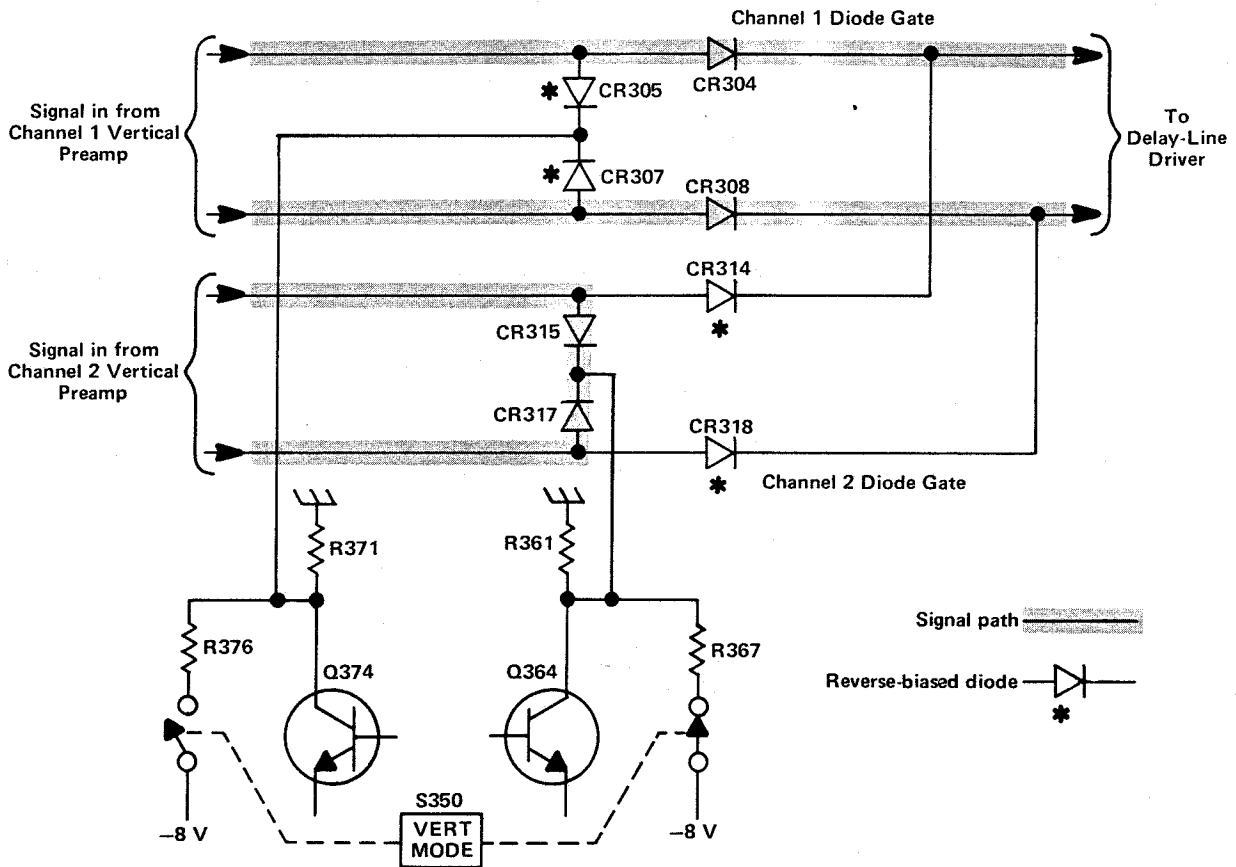 Channel 1 Diode Gate
CR304
CR305
Signal in from
Channel 1 Vertical
Preamp
To
Delay-Line
Driver
CR307
CR308
CR314
CR315
Signal in from
Channel 2 Vertical
Preamp
CR317
CR318
Channel 2 Diode Gate
R371
R361
Signal path
R376
R367
Q374
Q364
Reverse-biased diode
S350
VERT
MODE
–8 V
–8 V